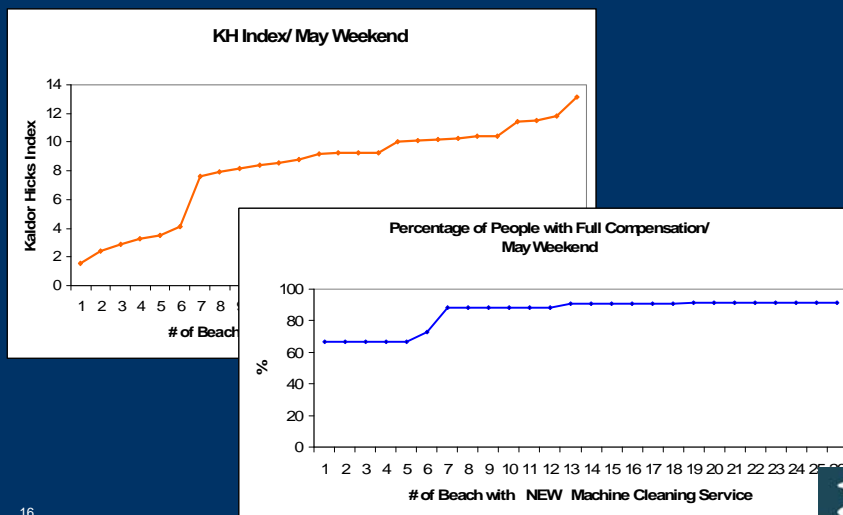 KH Index/ May Weekend
Kaldor Hicks Index
14
12
10
8
6
4
2
0
1 2 3 4 5 6 7 8
# of Beach
Percentage of People with Full Compensation/
May Weekend
%
100
80
60
40
20
0
1 2 3 4 5 6 7 8 9 10 11 12 13 14 15 16 17 18 19 20 21 22 23 24 25
# of Beach with NEW Machine Cleaning Service
16